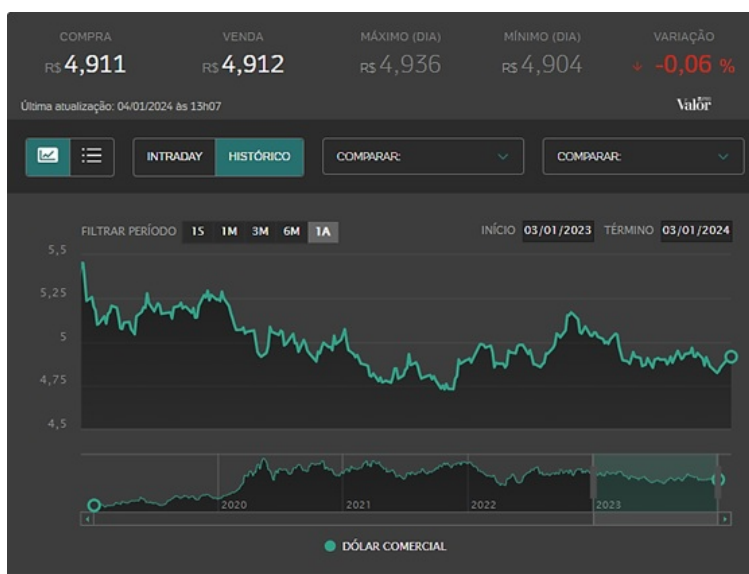 COMPRA VENDA MÁXIMO (DIA) MÍNIMO (DIA) VARIAÇÃO
R$ 4,911 R$ 4,912 R$ 4,936 R$ 4,904 -0,06 %
Última atualização: 04/01/2024 às 13h07 Valor
INTRADAY HISTÓRICO COMPARAR: COMPARAR:
FILTRAR PERÍODO 1S 1M 3M 6M 1A INÍCIO 03/01/2023 TÉRMINO 03/01/2024
5,5
5,25
5
4,75
4,5
2020 2021 2022 2023
DÓLAR COMERCIAL